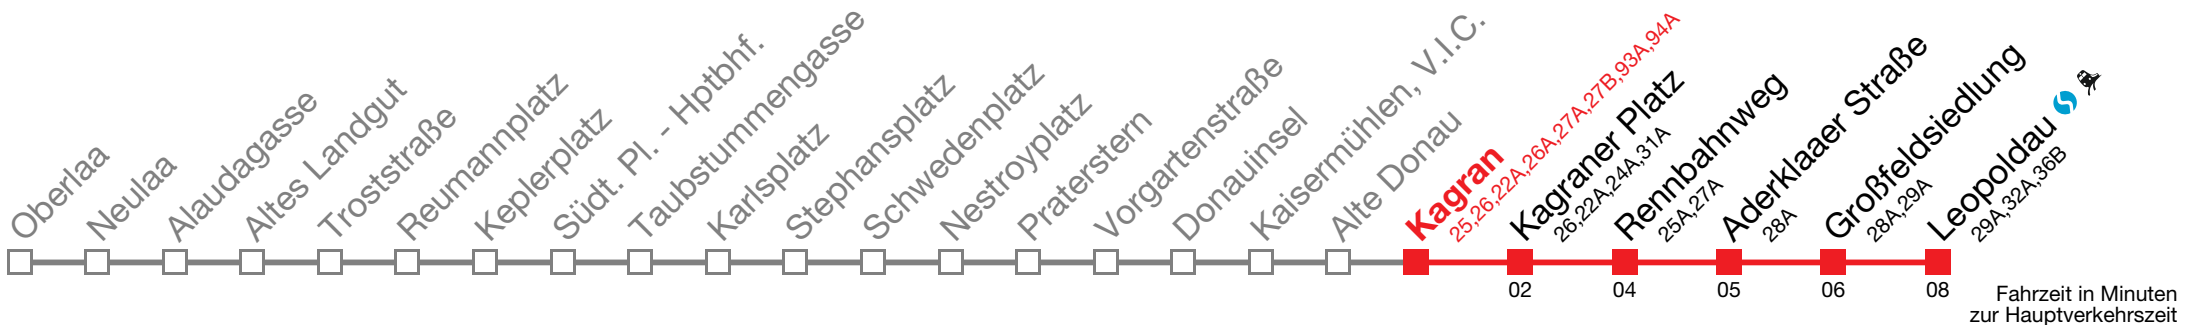 Oberlaa
Neulaa
Alaudagasse
Altes Landgut
Troststraße
Reumannplatz
Keplerplatz
Südt. Pl. - Hptbhf.
Taubstummengasse
Karlsplatz
Stephansplatz
Schwedenplatz
Nestroyplatz
Praterstern
Vorgartenstraße
Donauinsel
Kaisermühlen, V.I.C.
Alte Donau
Kagran
25,26,22A,26A,27A,27B,93A,94A
Kagraner Platz
26,22A,24A,31A
Rennbahnweg
25A,27A
Aderklaaer Straße
28A
Großfeldsiedlung
28A,29A
Leopoldau
29A,32A,36B
02
04
05
06
08
Fahrzeit in Minuten
zur Hauptverkehrszeit